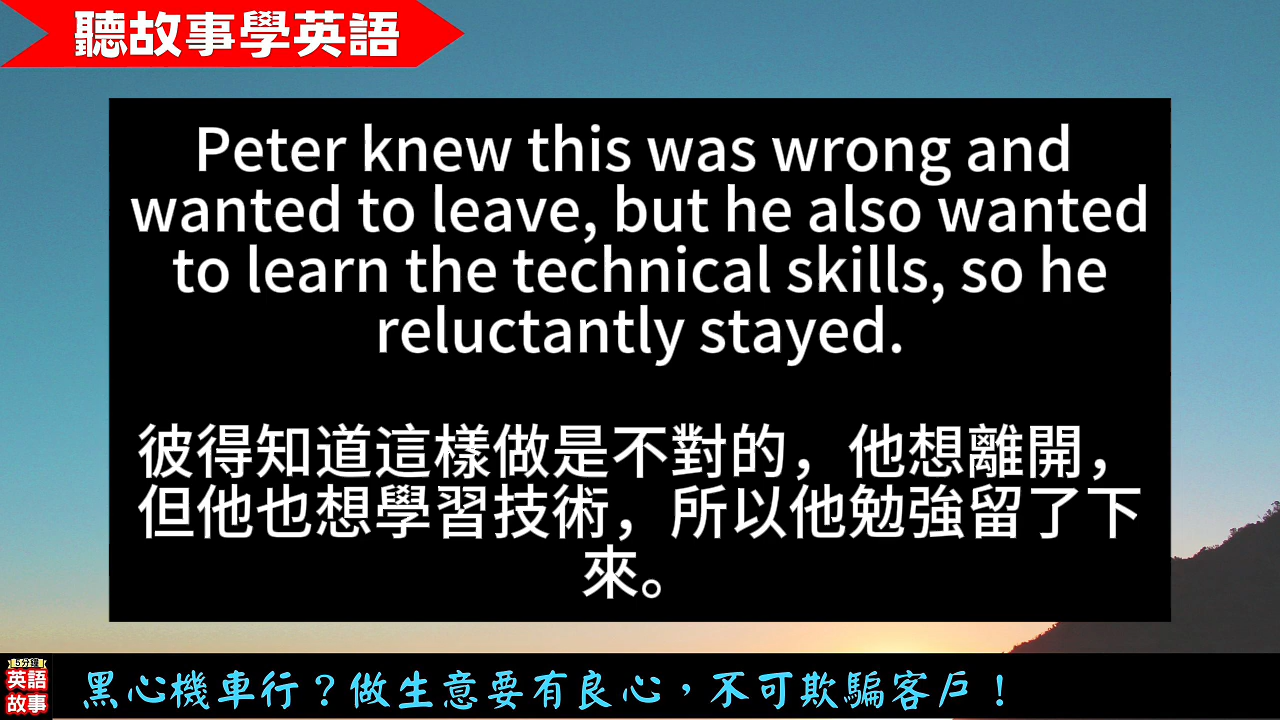 聽故事學英語
Peter knew this was wrong and
wanted to leave, but he also wanted
to learn the technical skills, so he
reluctantly stayed.
彼得知道這樣做是不對的，他想離開，
但他也想學習技術，所以他勉強留了下
來。
5分鐘
英語
故事
黑心機車行？做生意要有良心，不可欺騙客戶！